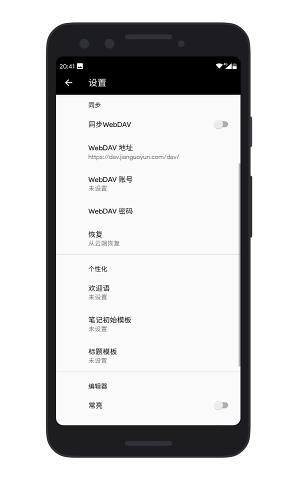 20:41
设置
同步
同步WebDAV
WebDAV 地址
https://dav.jianguoyun.com/dav/
WebDAV 账号
未设置
WebDAV 密码
恢复
从云端恢复
个性化
欢迎语
未设置
笔记初始模板
未设置
标题模板
未设置
编辑器
常亮